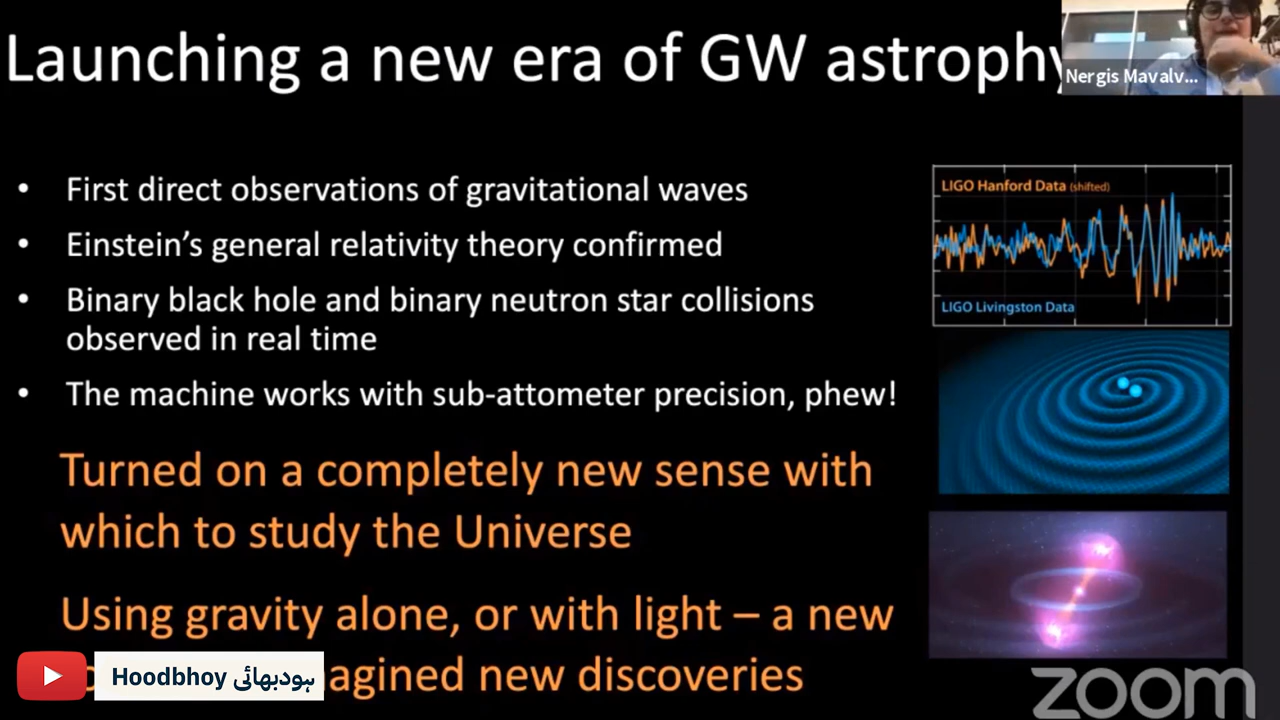 Launching a new era of GW astrophy
Nergis Mavalv...
• First direct observations of gravitational waves
• Einstein’s general relativity theory confirmed
• Binary black hole and binary neutron star collisions
observed in real time
• The machine works with sub-attometer precision, phew!
Turned on a completely new sense with
which to study the Universe
Using gravity alone, or with light – a new
agined new discoveries
LIGO Hanford Data (shifted)
LIGO Livingston Data
Hoodbhoy ہودبھائی
zoom